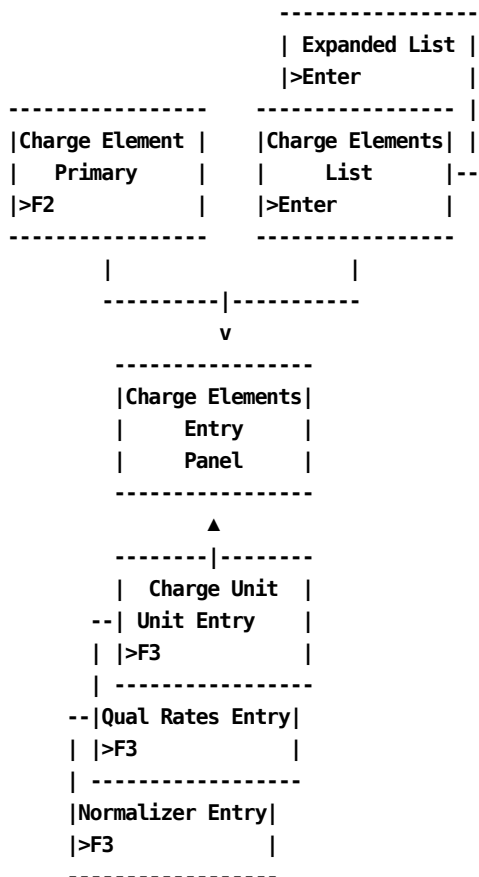 Expanded List
>Enter
Charge Element Charge Elements
Primary List
>F2 >Enter
v
Charge Elements
Entry
Panel
▲
Charge Unit
Unit Entry
>F3
Qual Rates Entry
>F3
Normalizer Entry
>F3